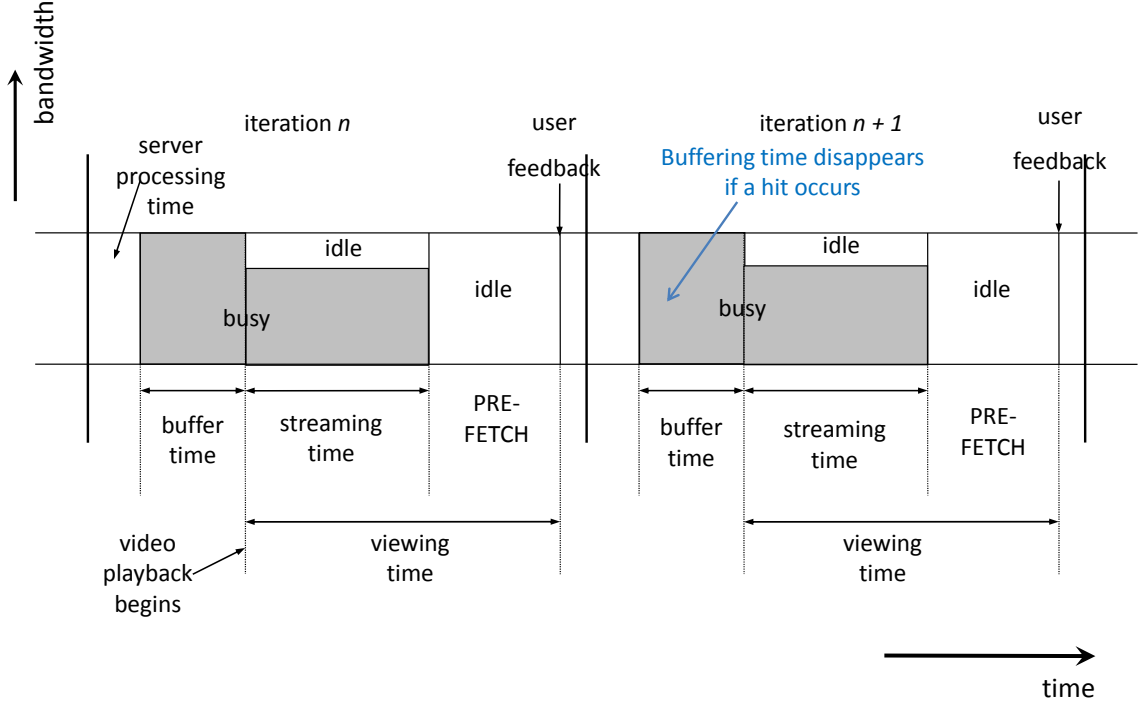 bandwidth
iteration n
user
feedback
iteration n + 1
user
feedback
server
processing
time
Buffering time disappears
if a hit occurs
idle
idle
busy
idle
idle
busy
buffer
time
streaming
time
PRE-
FETCH
buffer
time
streaming
time
PRE-
FETCH
video
playback
begins
viewing
time
viewing
time
time